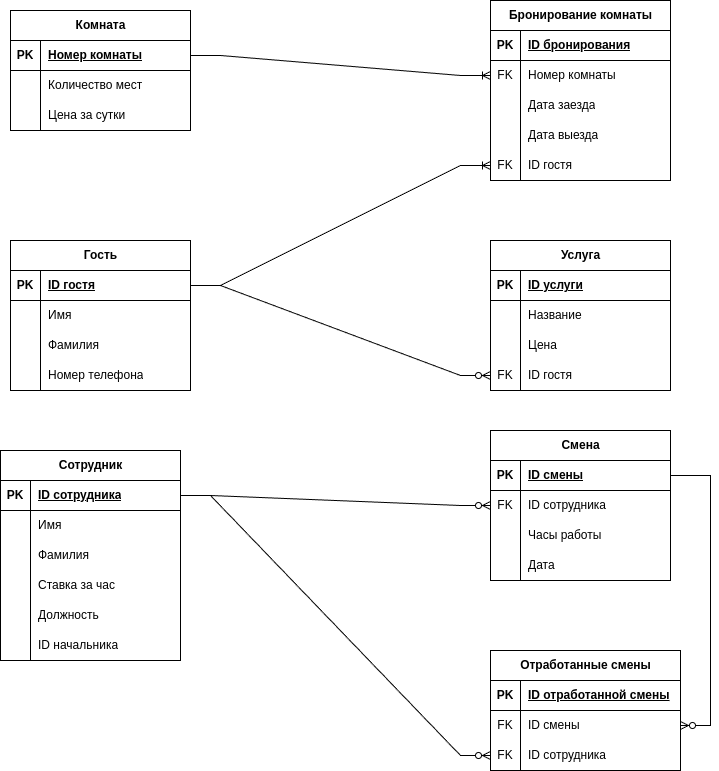 Комната
PK Номер комнаты
Количество мест
Цена за сутки
Бронирование комнаты
PK ID бронирования
FK Номер комнаты
Дата заезда
Дата выезда
FK ID гостя
Гость
PK ID гостя
Имя
Фамилия
Номер телефона
Услуга
PK ID услуги
Название
Цена
FK ID гостя
Сотрудник
PK ID сотрудника
Имя
Фамилия
Ставка за час
Должность
ID начальника
Смена
PK ID смены
FK ID сотрудника
Часы работы
Дата
Отработанные смены
PK ID отработанной смены
FK ID смены
FK ID сотрудника